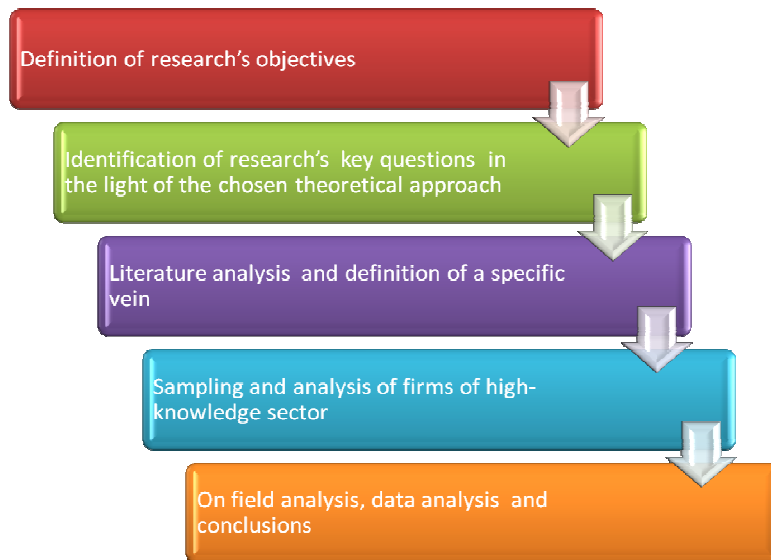 Definition of research's objectives
Identification of research's key questions in
the light of the chosen theoretical approach
Literature analysis and definition of a specific
vein
Sampling and analysis of firms of high-
knowledge sector
On field analysis, data analysis and
conclusions